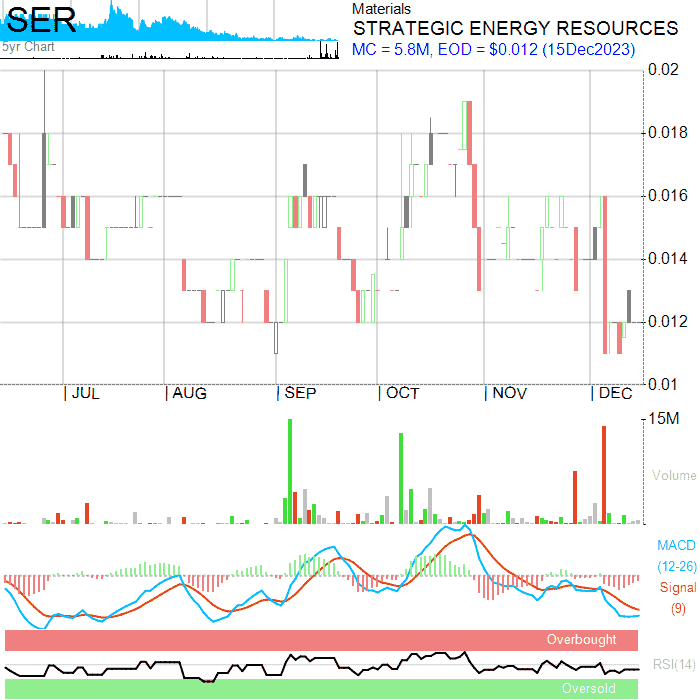 SER
5yr Chart
Materials
STRATEGIC ENERGY RESOURCES
MC = 5.8M, EOD = $0.012 (15Dec2023)
0.02
0.018
0.016
0.014
0.012
0.01
| JUL | AUG | SEP | OCT | NOV | DEC
15M
Volume
MACD
(12-26)
Signal
(9)
Overbought
RSI(14)
Oversold